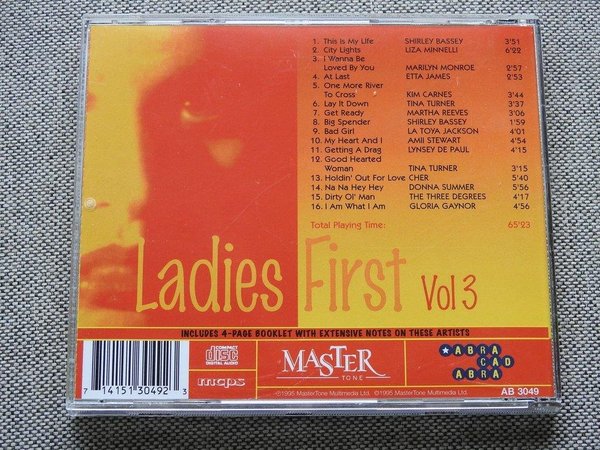 1. This Is My Life SHIRLEY BASSEY 3'51
2. City Lights LIZA MINNELLI 6'22
3. I Wanna Be
Loved By You MARILYN MONROE 2'57
4. At Last ETTA JAMES 2'53
5. One More River
To Cross KIM CARNES 3'44
6. Lay It Down TINA TURNER 3'37
7. Get Ready MARTHA REEVES 3'06
8. Big Spender SHIRLEY BASSEY 1'59
9. Bad Girl LA TOYA JACKSON 4'01
10. My Heart And I AMII STEWART 4'54
11. Getting A Drag LYNSEY DE PAUL 4'15
12. Good Hearted
Woman TINA TURNER 3'15
13. Holdin' Out For Love CHER 5'40
14. Na Na Hey Hey DONNA SUMMER 5'56
15. Dirty Ol' Man THE THREE DEGREES 4'17
16. I Am What I Am GLORIA GAYNOR 4'56
Total Playing Time: 65'23
Ladies First Vol 3
INCLUDES 4-PAGE BOOKLET WITH EXTENSIVE NOTES ON THESE ARTISTS
COMPACT
disc
DIGITAL AUDIO
mcps
MASTER
TONE
℗1995 MasterTone Multimedia Ltd. ©1995 MasterTone Multimedia Ltd.
ABRA
CAD
ABRA
AB 3049
7 14151 30492 3